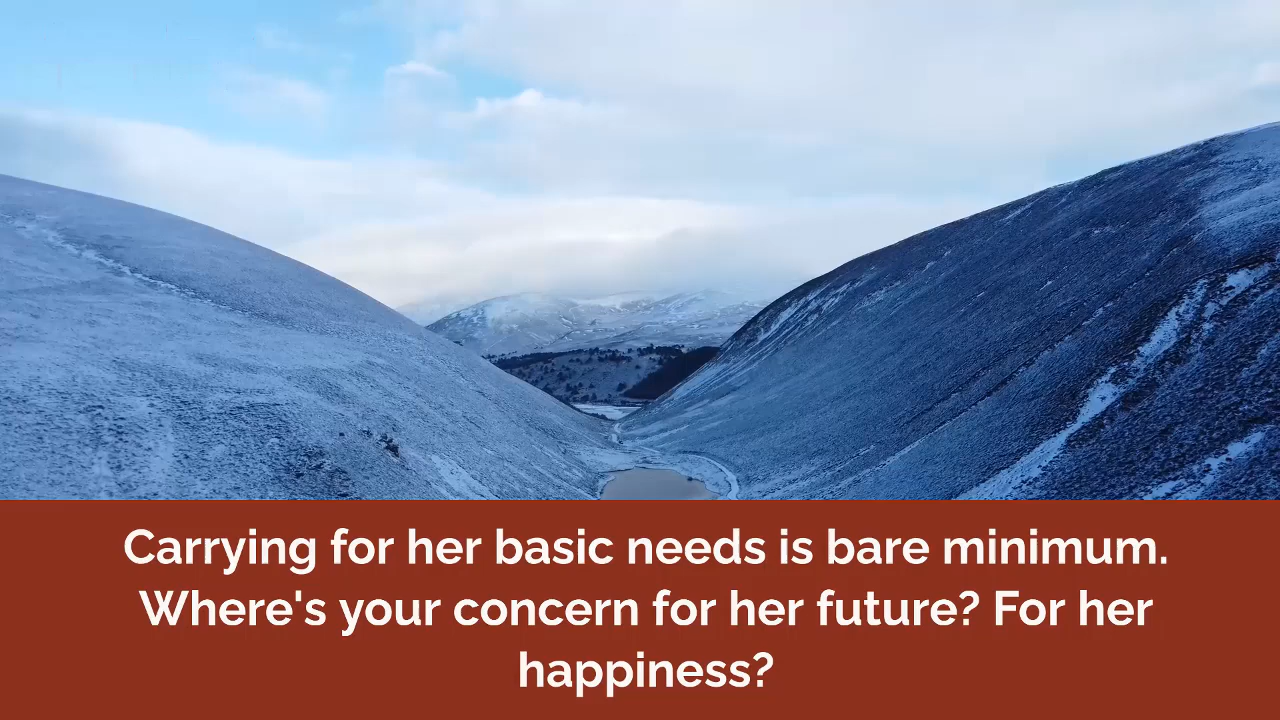 Carrying for her basic needs is bare minimum.
Where's your concern for her future? For her
happiness?